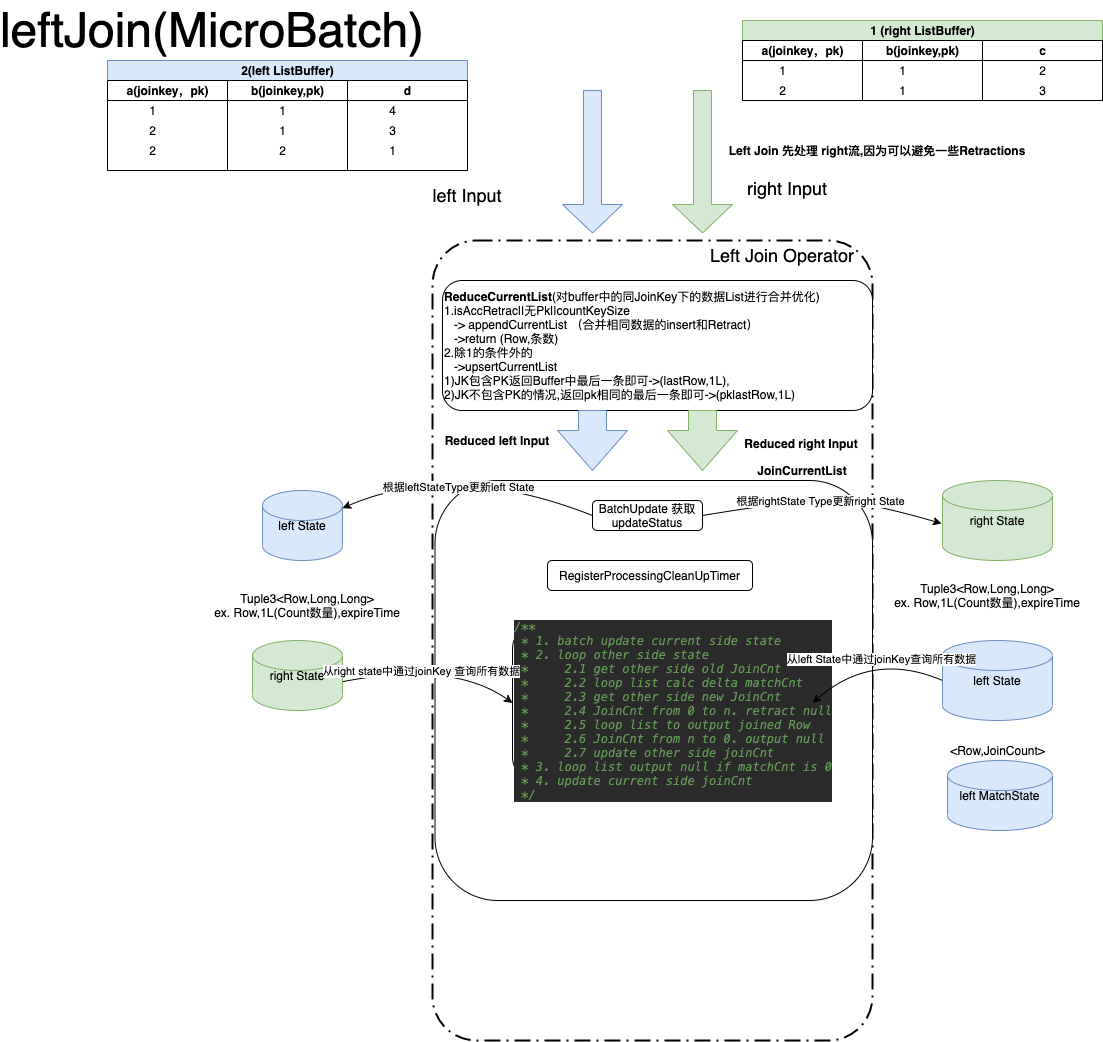 leftJoin(MicroBatch)
2(left ListBuffer)
a(joinkey，pk) b(joinkey,pk) d
1 1 4
2 1 3
2 2 1
1 (right ListBuffer)
a(joinkey，pk) b(joinkey,pk) c
1 1 2
2 1 3
Left Join 先处理 right流,因为可以避免一些Retractions
left Input
right Input
Left Join Operator
ReduceCurrentList(对buffer中的同JoinKey下的数据List进行合并优化)
1.isAccRetract||无Pk||countKeySize
-> appendCurrentList （合并相同数据的insert和Retract）
->return (Row,条数)
2.除1的条件外的
->upsertCurrentList
1)JK包含PK返回Buffer中最后一条即可->(lastRow,1L),
2)JK不包含PK的情况,返回pk相同的最后一条即可->(pklastRow,1L)
Reduced left Input
Reduced right Input
JoinCurrentList
根据leftStateType更新left State
BatchUpdate 获取
updateStatus
根据rightState Type更新right State
left State
right State
RegisterProcessingCleanUpTimer
Tuple3<Row,Long,Long>
ex. Row,1L(Count数量),expireTime
Tuple3<Row,Long,Long>
ex. Row,1L(Count数量),expireTime
right State
从right state中通过joinKey 查询所有数据
/**
* 1. batch update current side state
* 2. loop other side state
* 2.1 get other side old JoinCnt
* 2.2 loop list calc delta matchCnt
* 2.3 get other side new JoinCnt
* 2.4 JoinCnt from 0 to n. retract null
* 2.5 loop list to output joined Row
* 2.6 JoinCnt from n to 0. output null
* 2.7 update other side joinCnt
* 3. loop list output null if matchCnt is 0
* 4. update current side joinCnt
*/
从left State中通过joinKey查询所有数据
left State
<Row,JoinCount>
left MatchState